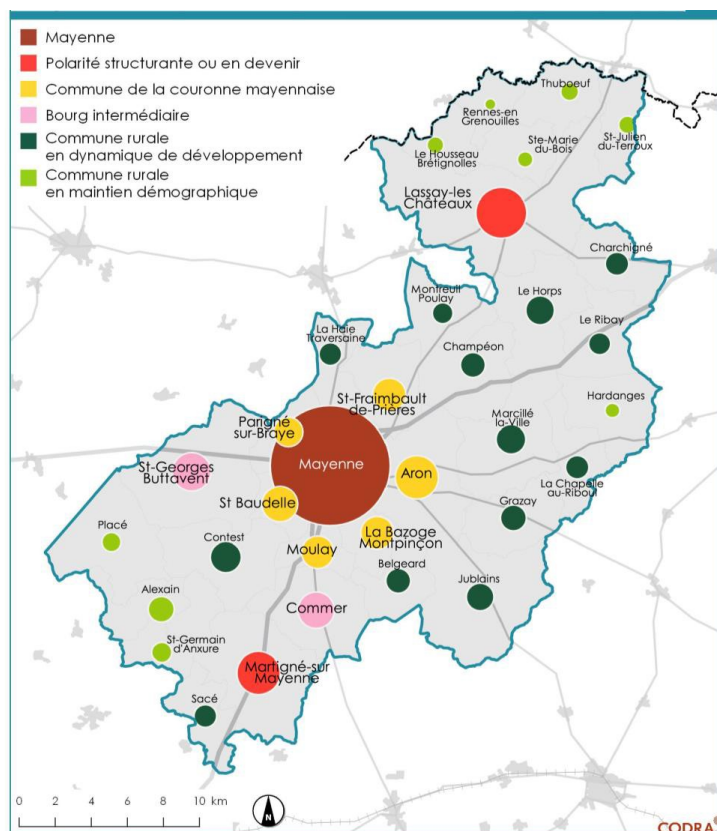 Mayenne
Polarité structurante ou en devenir
Commune de la couronne mayennaise
Bourg intermédiaire
Commune rurale
en dynamique de développement
Commune rurale
en maintien démographique
Thuboeuf
Rennes-en
Grenouilles
St-Julien
du-Terroux
Ste-Marie
du-Bois
Le Housseau
Brétignolles
Lassay-les
Châteaux
Charchigné
Montreuil
Poulay
Le Horps
Le Ribay
La Haie
Traversaine
Champéon
St-Fraimbault
de-Prières
Hardanges
Parigné
sur-Braye
Marcillé
la-Ville
Mayenne
St-Georges
Buttavent
Aron
La Chapelle
au-Riboul
St Baudelle
Grazay
Placé
Contest
La Bazoge
Montpinçon
Moulay
Belgeard
Jublains
Alexain
Commer
St-Germain
d'Anxure
Martigné-sur
Mayenne
Sacé
0 2 4 6 8 10 km
N
CODRA